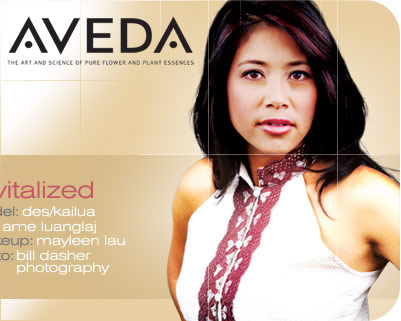 AVEDA
THE ART AND SCIENCE OF PURE FLOWER AND PLANT ESSENCES
vitalized
del: des/kailua
ame luanglaj
keup: mayleen lau
to: bill dasher
photography